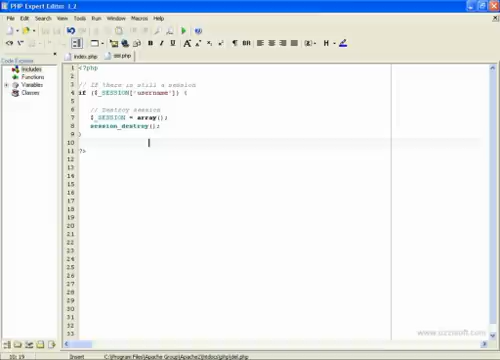 PHP Expert Editor 3.2
File Edit Search View Tools Run Window Macros Help
Code Explorer
index.php del.php
Includes
Functions
Variables
Classes
1 <?php
2
3 // If there is still a session
4 if ($_SESSION['username']) {
5
6 // Destroy session
7 $_SESSION = array();
8 session_destroy();
9 }
10
11 ?>
12
13
14
15
16
17
18
19
20
21
22
23
24
25
26
27
28
29
30
31
32
33
www.ozzisoft.com
10: 19 Insert C:\Program Files\Apache Group\Apache2\htdocs\php\del.php